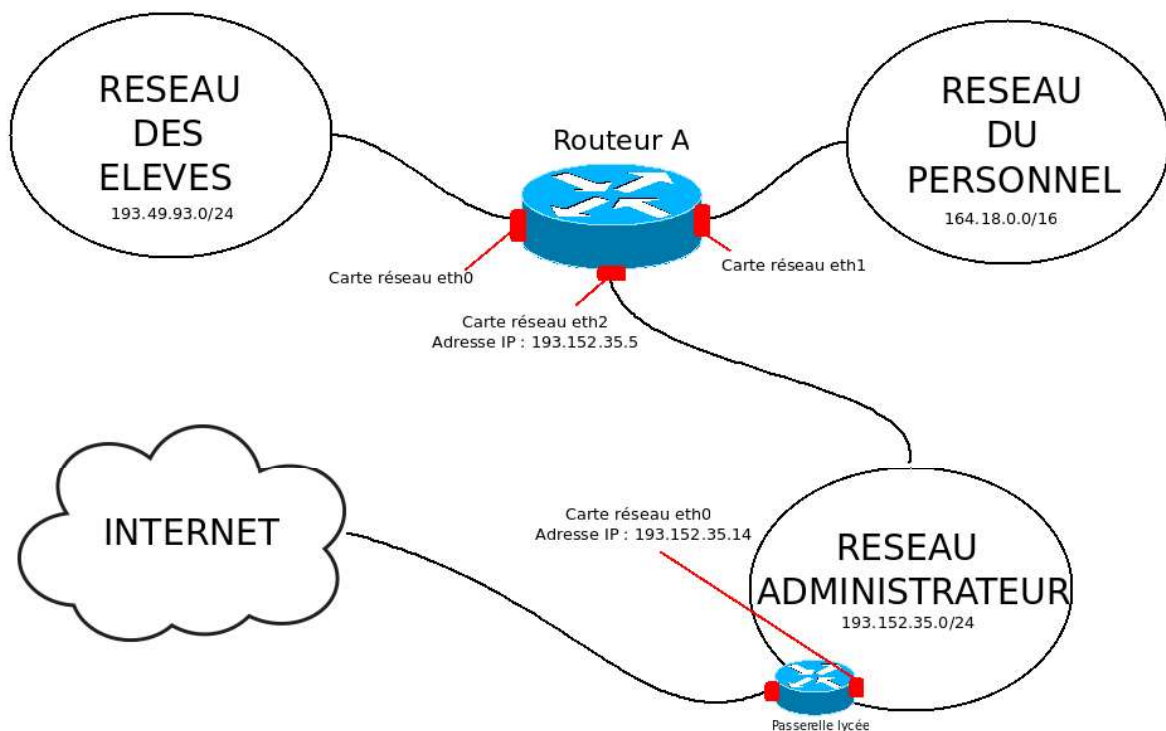 RESEAU
DES
ELEVES
193.49.93.0/24
Routeur A
RESEAU
DU
PERSONNEL
164.18.0.0/16
Carte réseau eth0
Carte réseau eth1
Carte réseau eth2
Adresse IP : 193.152.35.5
INTERNET
Carte réseau eth0
Adresse IP : 193.152.35.14
RESEAU
ADMINISTRATEUR
193.152.35.0/24
Passerelle lycée